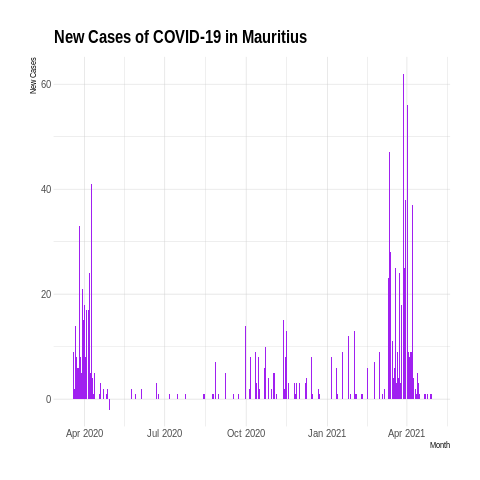 New Cases of COVID-19 in Mauritius
New Cases
60
40
20
0
Apr 2020 Jul 2020 Oct 2020 Jan 2021 Apr 2021
Month